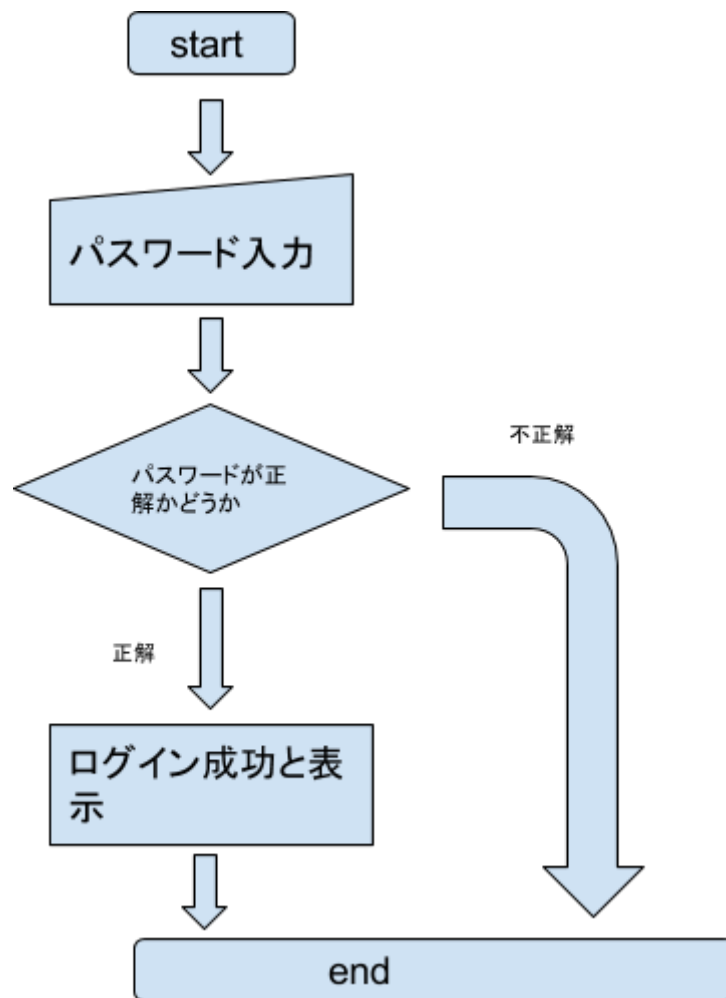 start
パスワード入力
パスワードが正
解かどうか
不正解
正解
ログイン成功と表
示
end